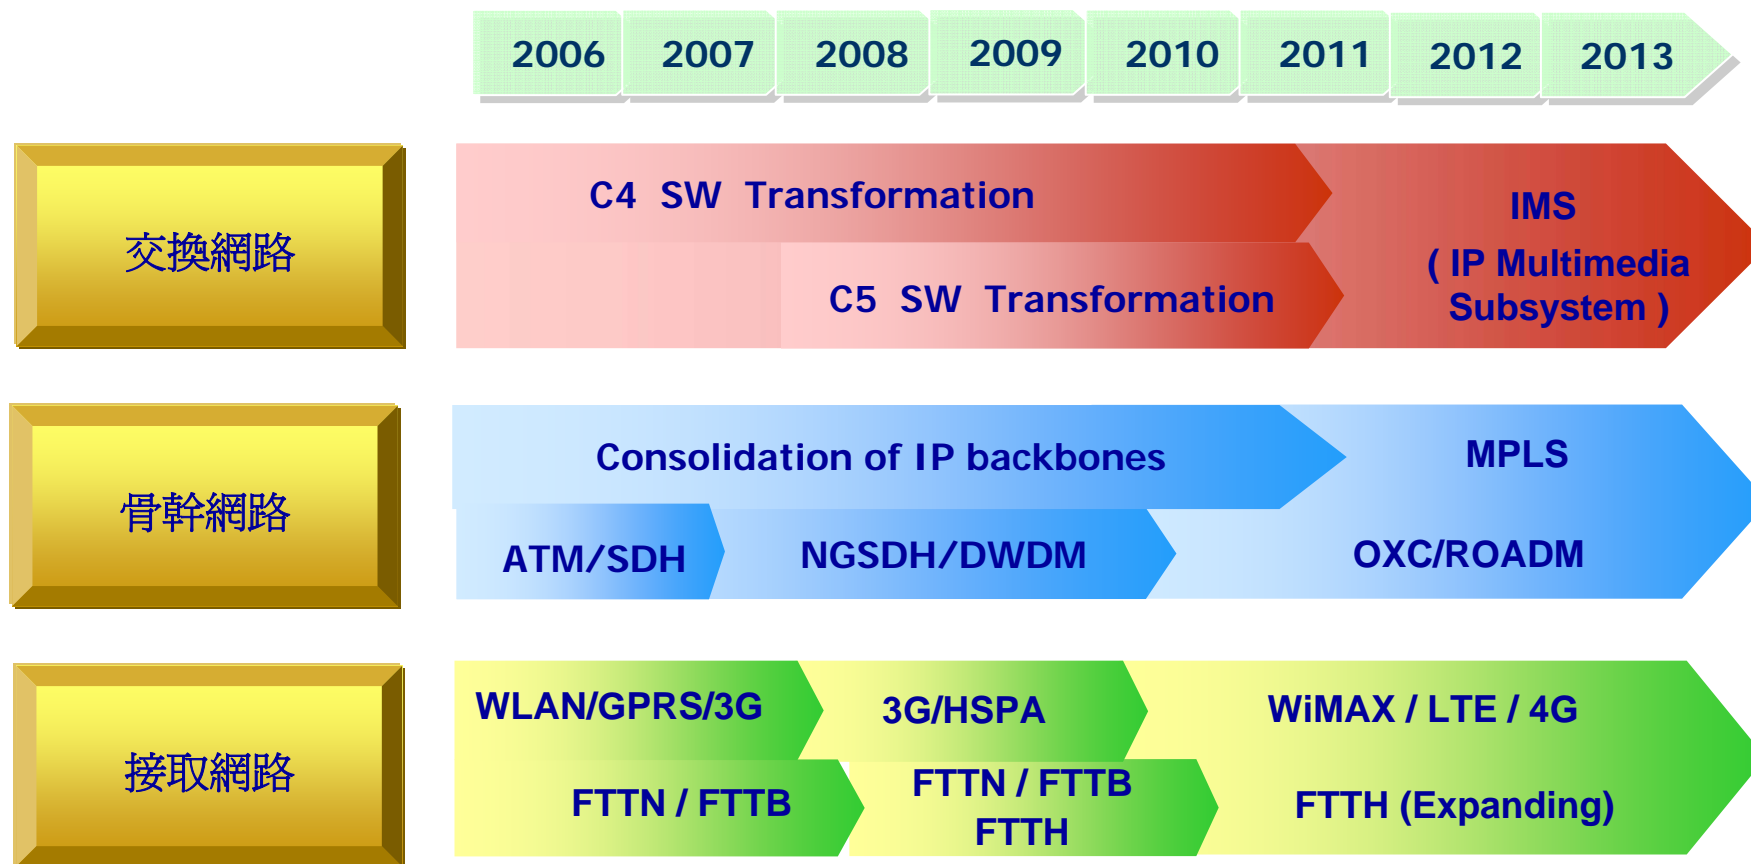 2006 2007 2008 2009 2010 2011 2012 2013
交換網路
C4 SW Transformation
C5 SW Transformation
IMS
( IP Multimedia
Subsystem )
骨幹網路
Consolidation of IP backbones
MPLS
ATM/SDH
NGSDH/DWDM
OXC/ROADM
接取網路
WLAN/GPRS/3G
3G/HSPA
WiMAX / LTE / 4G
FTTN / FTTB
FTTN / FTTB
FTTH
FTTH (Expanding)